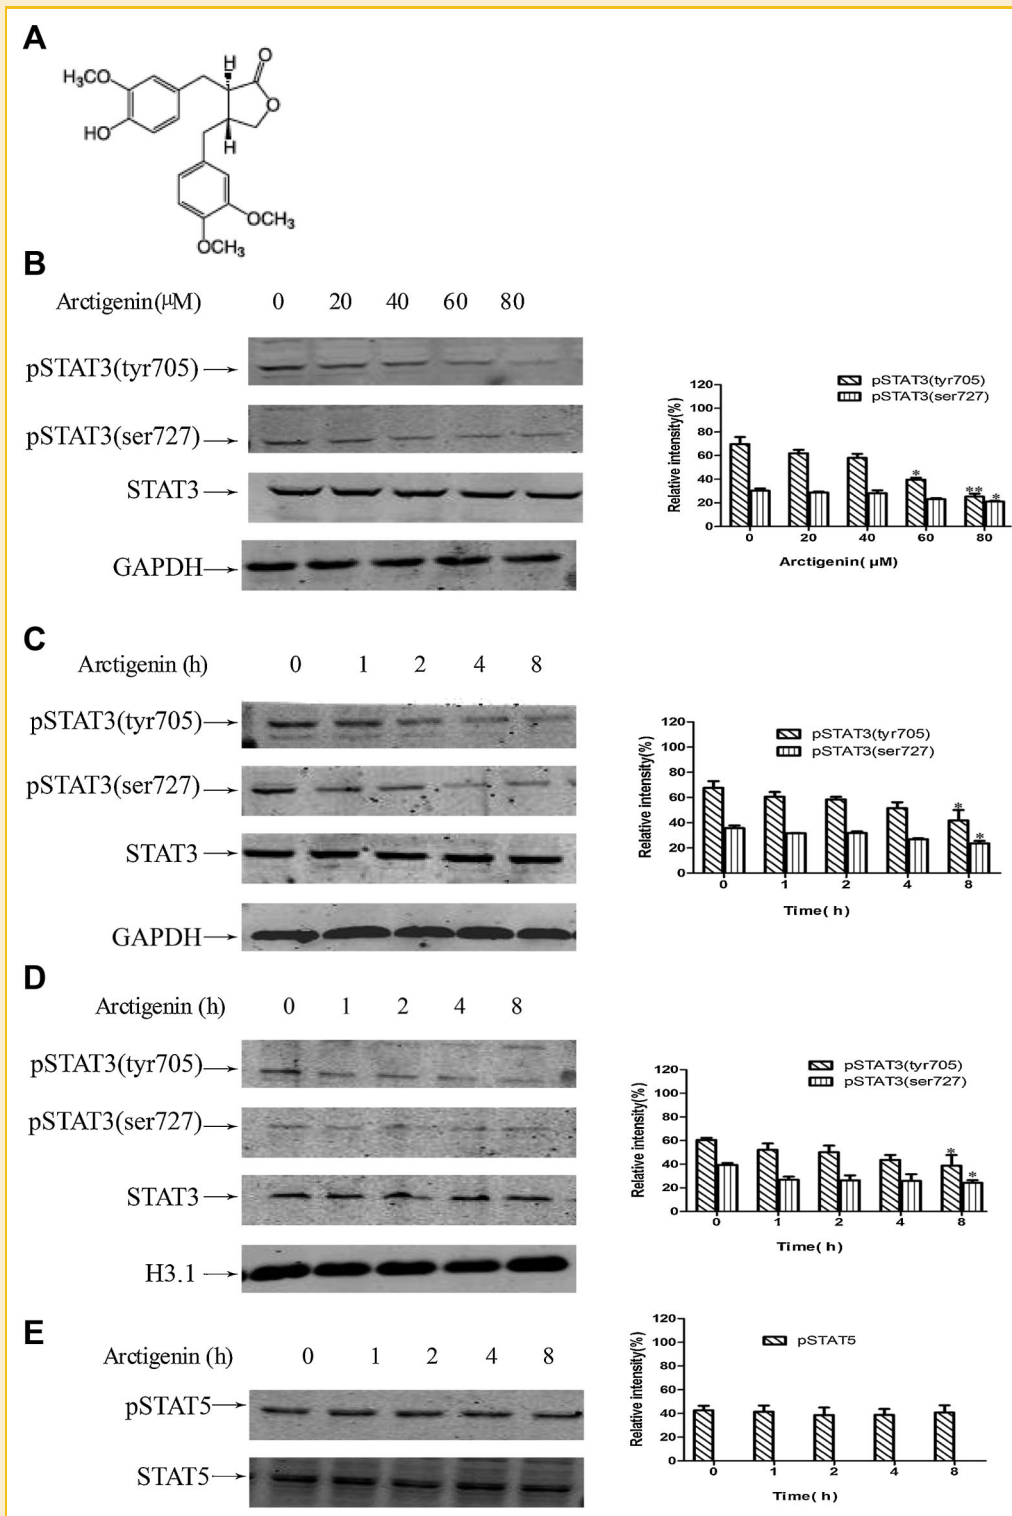 A
H
O
H₃CO
O
HO
H
OCH₃
OCH₃
B
Arctigenin(μM) 0 20 40 60 80
pSTAT3(tyr705)
pSTAT3(ser727)
STAT3
GAPDH
pSTAT3(tyr705)
pSTAT3(ser727)
Relative intensity(%)
120
100
80
60
40
20
0
* ** *
0 20 40 60 80
Arctigenin( μM)
C
Arctigenin (h) 0 1 2 4 8
pSTAT3(tyr705)
pSTAT3(ser727)
STAT3
GAPDH
pSTAT3(tyr705)
pSTAT3(ser727)
Relative intensity(%)
120
100
80
60
40
20
0
* *
0 1 2 4 8
Time( h)
D
Arctigenin (h) 0 1 2 4 8
pSTAT3(tyr705)
pSTAT3(ser727)
STAT3
H3.1
pSTAT3(tyr705)
pSTAT3(ser727)
Relative intensity(%)
120
100
80
60
40
20
0
* *
0 1 2 4 8
Time( h)
E
Arctigenin (h) 0 1 2 4 8
pSTAT5
STAT5
pSTAT5
Relative intensity(%)
120
100
80
60
40
20
0
0 1 2 4 8
Time( h)